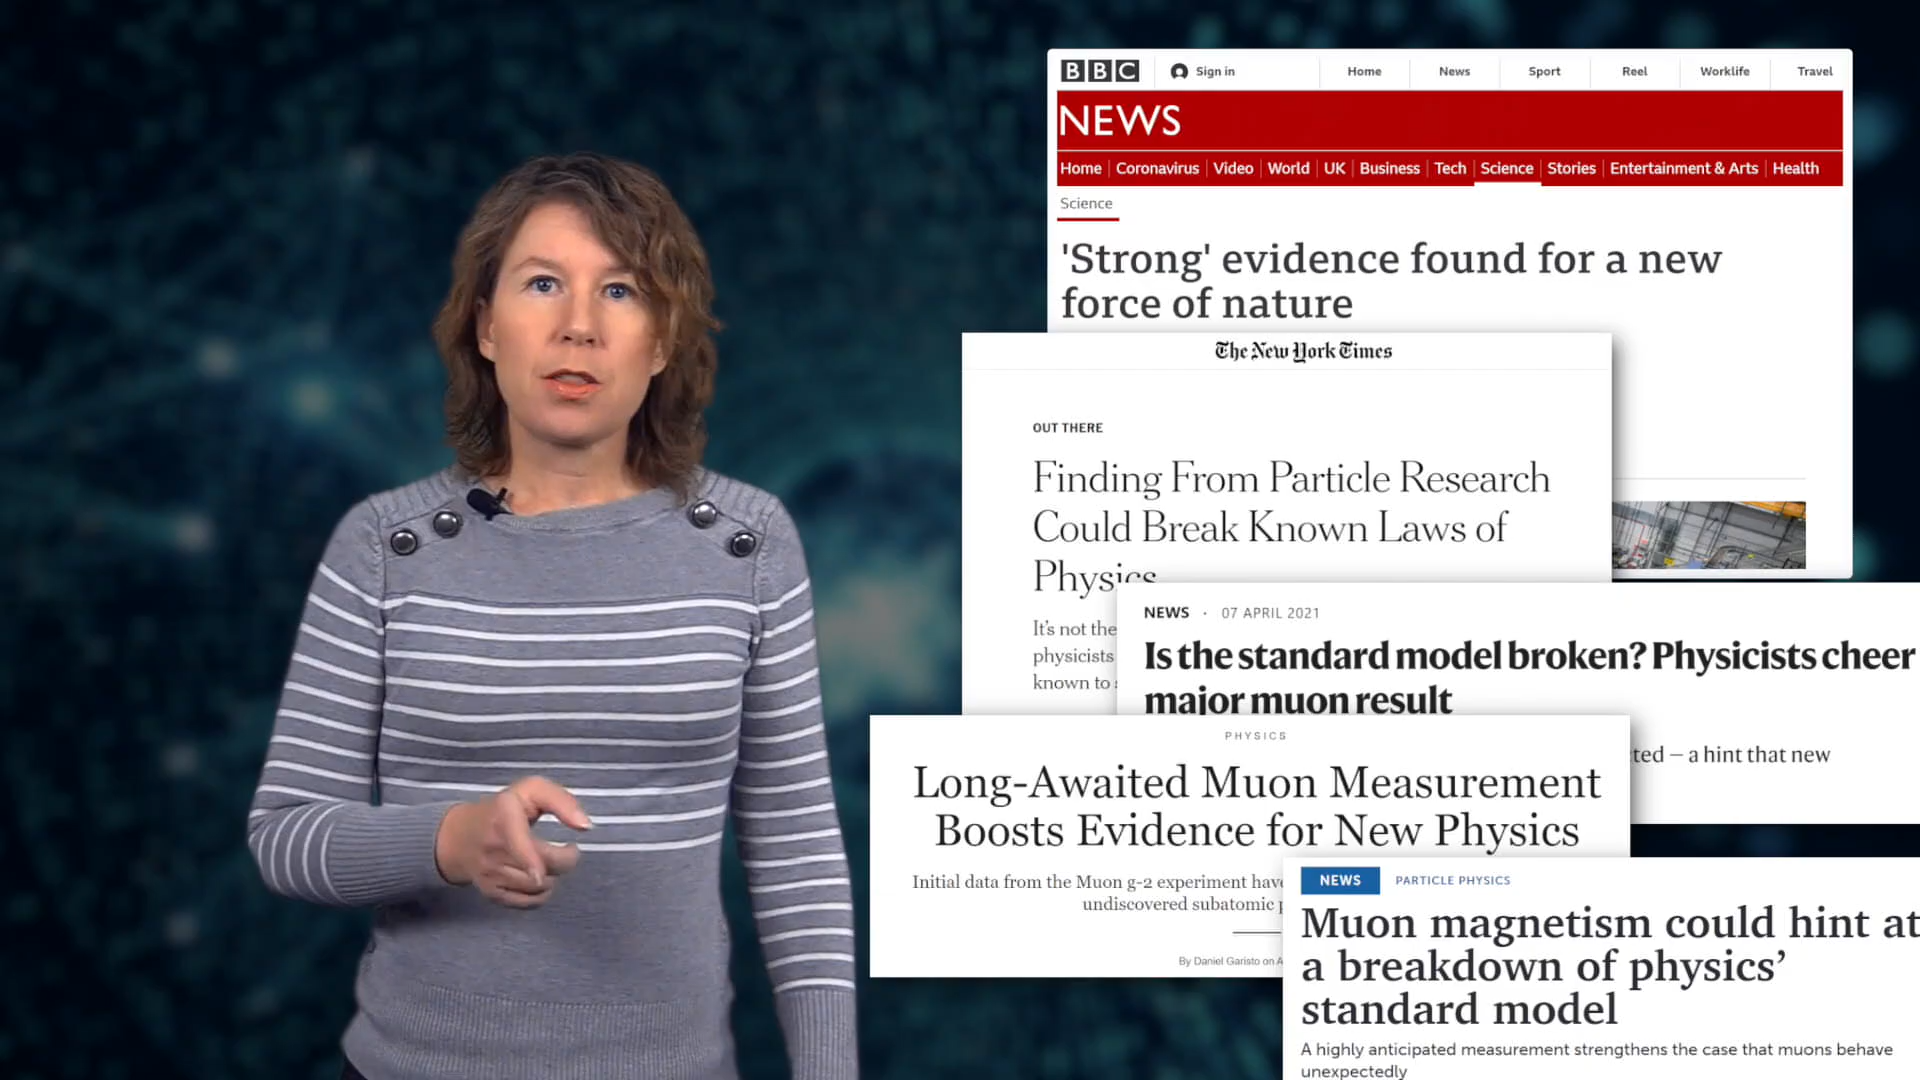 BBC Sign in Home News Sport Reel Worklife Travel
NEWS
Home Coronavirus Video World UK Business Tech Science Stories Entertainment & Arts Health
Science
'Strong' evidence found for a new
force of nature
The New York Times
OUT THERE
Finding From Particle Research
Could Break Known Laws of
Physics
It's not the
physicists
known to
NEWS · 07 APRIL 2021
Is the standard model broken? Physicists cheer
major muon result
ted – a hint that new
PHYSICS
Long-Awaited Muon Measurement
Boosts Evidence for New Physics
Initial data from the Muon g-2 experiment have
undiscovered subatomic
By Daniel Garisto on A
NEWS PARTICLE PHYSICS
Muon magnetism could hint at
a breakdown of physics’
standard model
A highly anticipated measurement strengthens the case that muons behave
unexpectedly